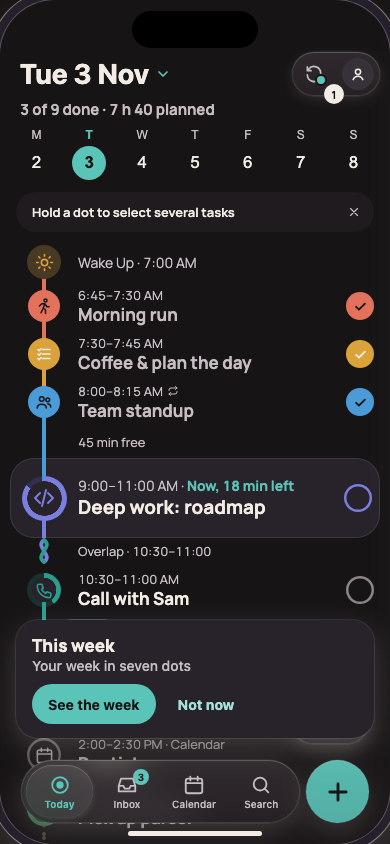 Tue 3 Nov
1
3 of 9 done · 7 h 40 planned
M T W T F S S
2 3 4 5 6 7 8
Hold a dot to select several tasks
Wake Up · 7:00 AM
6:45–7:30 AM
Morning run
7:30–7:45 AM
Coffee & plan the day
8:00–8:15 AM
Team standup
45 min free
9:00–11:00 AM · Now, 18 min left
Deep work: roadmap
Overlap · 10:30–11:00
10:30–11:00 AM
Call with Sam
This week
Your week in seven dots
See the week Not now
2:00–2:30 PM · Calendar
3
Today Inbox Calendar Search